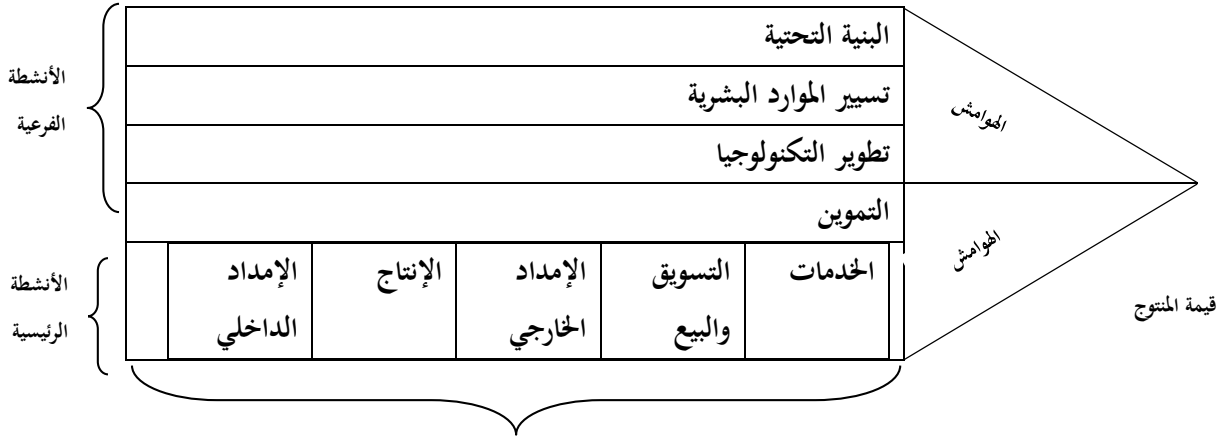 البنية التحتية
تسيير الموارد البشرية
تطوير التكنولوجيا
التموين
الأنشطة
الفرعية
الهوامش
الهوامش
الخدمات
التسويق
والبيع
الإمداد
الخارجي
الإنتاج
الإمداد
الداخلي
الأنشطة
الرئيسية
قيمة المنتوج